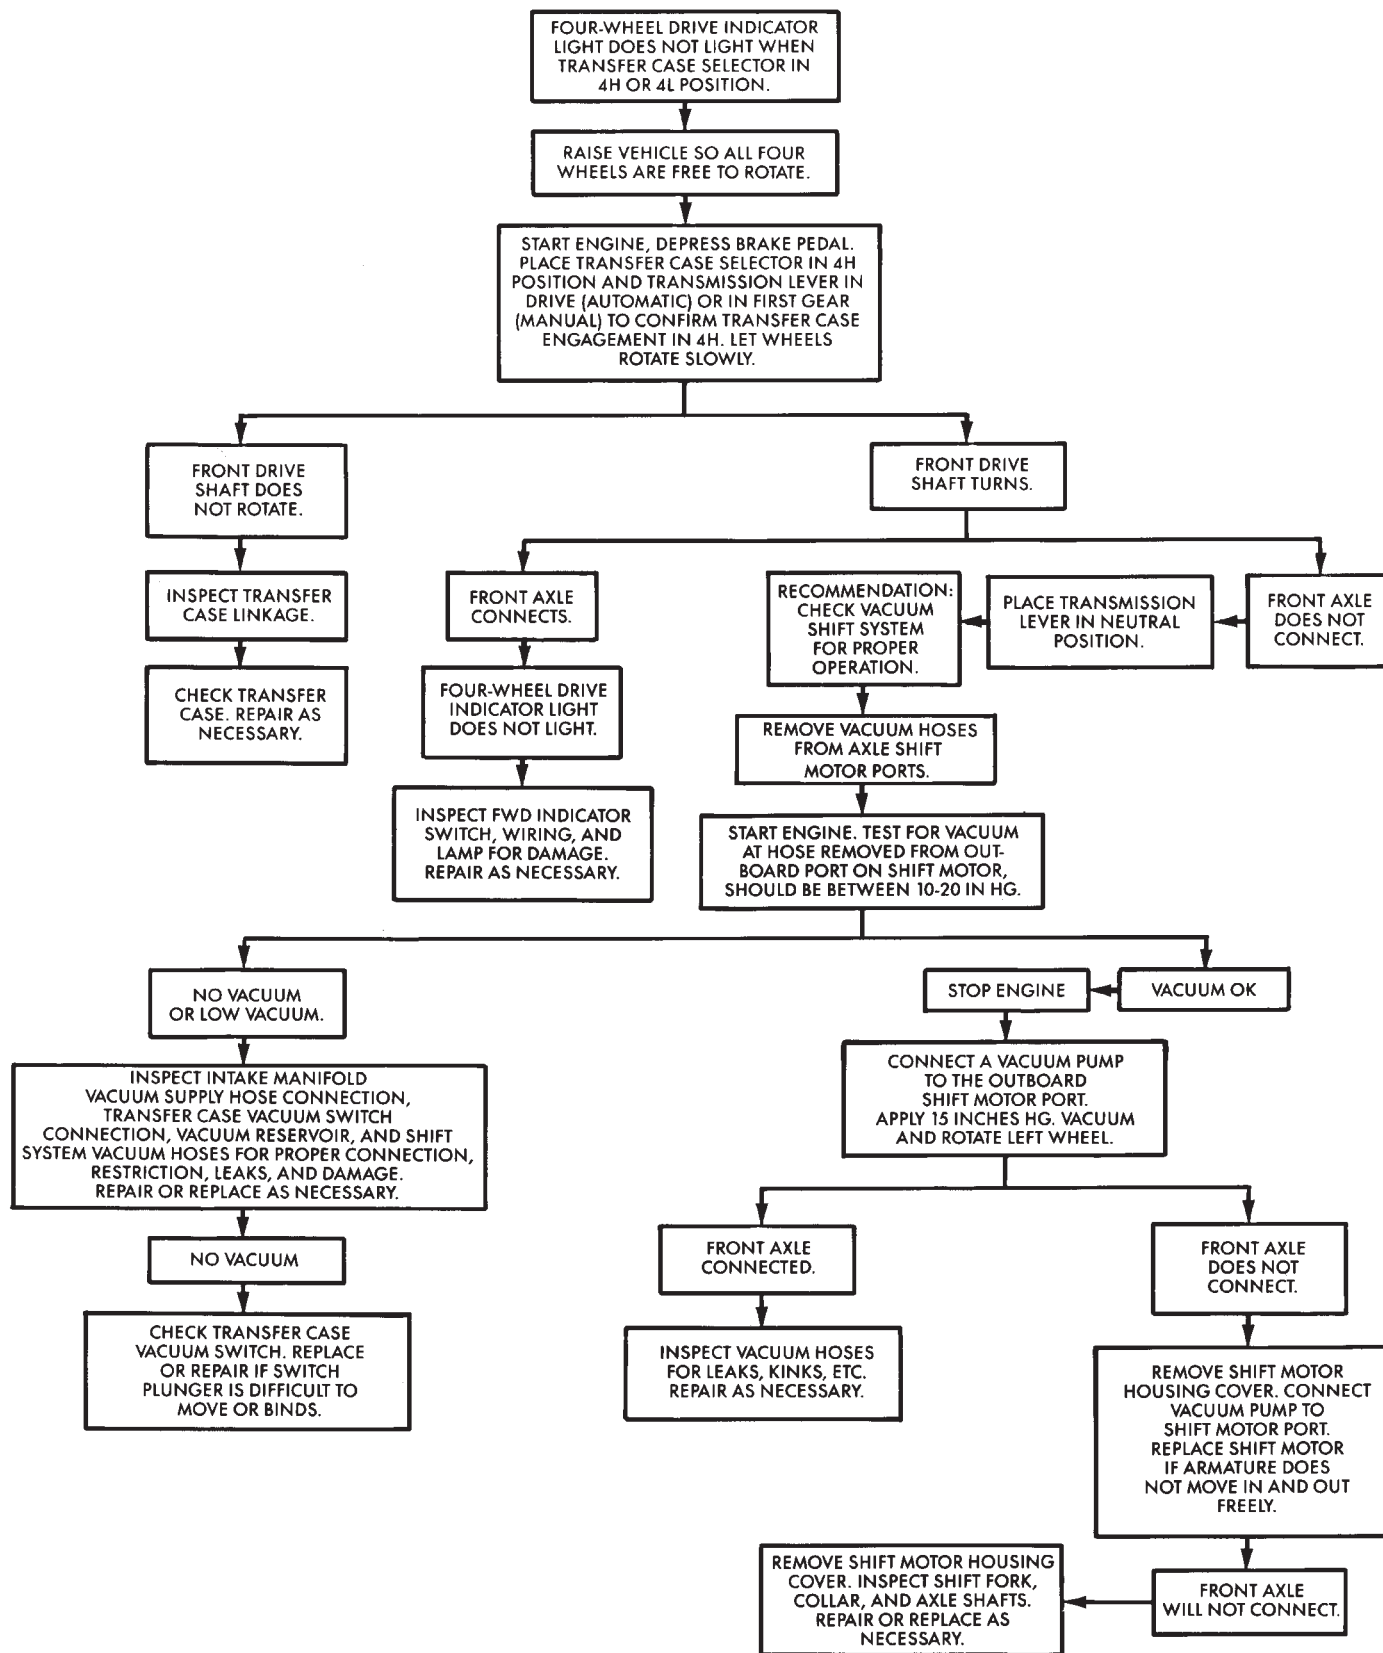 FOUR-WHEEL DRIVE INDICATOR
LIGHT DOES NOT LIGHT WHEN
TRANSFER CASE SELECTOR IN
4H OR 4L POSITION.
RAISE VEHICLE SO ALL FOUR
WHEELS ARE FREE TO ROTATE.
START ENGINE, DEPRESS BRAKE PEDAL.
PLACE TRANSFER CASE SELECTOR IN 4H
POSITION AND TRANSMISSION LEVER IN
DRIVE (AUTOMATIC) OR IN FIRST GEAR
(MANUAL) TO CONFIRM TRANSFER CASE
ENGAGEMENT IN 4H. LET WHEELS
ROTATE SLOWLY.
FRONT DRIVE
SHAFT DOES
NOT ROTATE.
FRONT DRIVE
SHAFT TURNS.
INSPECT TRANSFER
CASE LINKAGE.
FRONT AXLE
CONNECTS.
RECOMMENDATION:
CHECK VACUUM
SHIFT SYSTEM
FOR PROPER
OPERATION.
PLACE TRANSMISSION
LEVER IN NEUTRAL
POSITION.
FRONT AXLE
DOES NOT
CONNECT.
CHECK TRANSFER
CASE. REPAIR AS
NECESSARY.
FOUR-WHEEL DRIVE
INDICATOR LIGHT
DOES NOT LIGHT.
REMOVE VACUUM HOSES
FROM AXLE SHIFT
MOTOR PORTS.
INSPECT FWD INDICATOR
SWITCH, WIRING, AND
LAMP FOR DAMAGE.
REPAIR AS NECESSARY.
START ENGINE. TEST FOR VACUUM
AT HOSE REMOVED FROM OUT-
BOARD PORT ON SHIFT MOTOR,
SHOULD BE BETWEEN 10-20 IN HG.
NO VACUUM
OR LOW VACUUM.
STOP ENGINE
VACUUM OK
INSPECT INTAKE MANIFOLD
VACUUM SUPPLY HOSE CONNECTION,
TRANSFER CASE VACUUM SWITCH
CONNECTION, VACUUM RESERVOIR, AND SHIFT
SYSTEM VACUUM HOSES FOR PROPER CONNECTION,
RESTRICTION, LEAKS, AND DAMAGE.
REPAIR OR REPLACE AS NECESSARY.
CONNECT A VACUUM PUMP
TO THE OUTBOARD
SHIFT MOTOR PORT.
APPLY 15 INCHES HG. VACUUM
AND ROTATE LEFT WHEEL.
NO VACUUM
FRONT AXLE
CONNECTED.
FRONT AXLE
DOES NOT
CONNECT.
CHECK TRANSFER CASE
VACUUM SWITCH. REPLACE
OR REPAIR IF SWITCH
PLUNGER IS DIFFICULT TO
MOVE OR BINDS.
INSPECT VACUUM HOSES
FOR LEAKS, KINKS, ETC.
REPAIR AS NECESSARY.
REMOVE SHIFT MOTOR
HOUSING COVER. CONNECT
VACUUM PUMP TO
SHIFT MOTOR PORT.
REPLACE SHIFT MOTOR
IF ARMATURE DOES
NOT MOVE IN AND OUT
FREELY.
REMOVE SHIFT MOTOR HOUSING
COVER. INSPECT SHIFT FORK,
COLLAR, AND AXLE SHAFTS.
REPAIR OR REPLACE AS
NECESSARY.
FRONT AXLE
WILL NOT CONNECT.